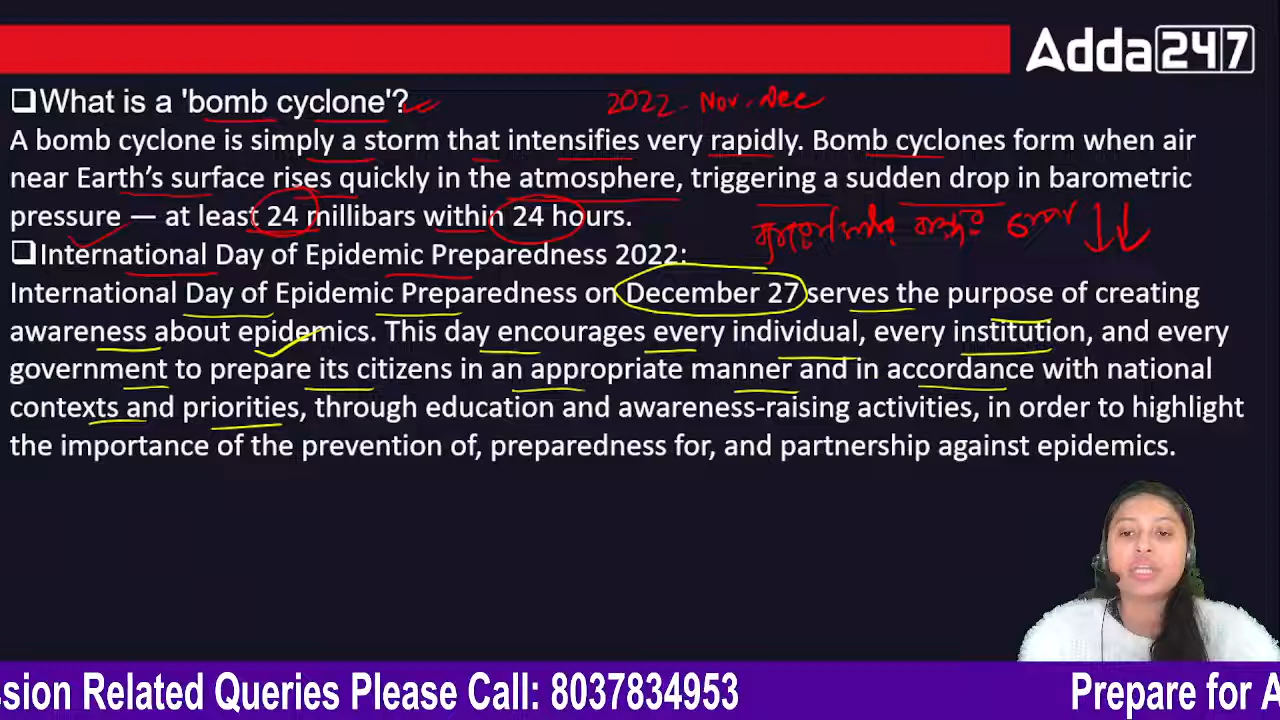 Adda247
❑What is a 'bomb cyclone'?
2022 - Nov - Dec
A bomb cyclone is simply a storm that intensifies very rapidly. Bomb cyclones form when air
near Earth's surface rises quickly in the atmosphere, triggering a sudden drop in barometric
pressure — at least 24 millibars within 24 hours.
❑International Day of Epidemic Preparedness 2022:
International Day of Epidemic Preparedness on December 27 serves the purpose of creating
awareness about epidemics. This day encourages every individual, every institution, and every
government to prepare its citizens in an appropriate manner and in accordance with national
contexts and priorities, through education and awareness-raising activities, in order to highlight
the importance of the prevention of, preparedness for, and partnership against epidemics.
ssion Related Queries Please Call: 8037834953 Prepare for A